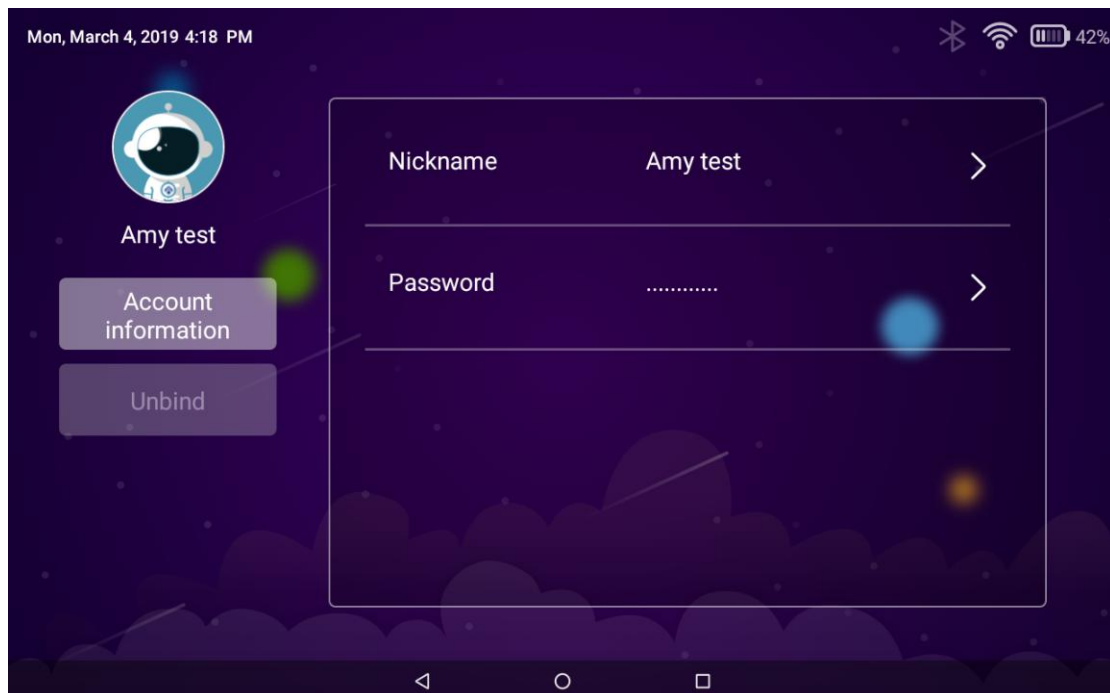 Mon, March 4, 2019 4:18 PM
42%
Amy test
Account
information
Unbind
Nickname Amy test
Password ............